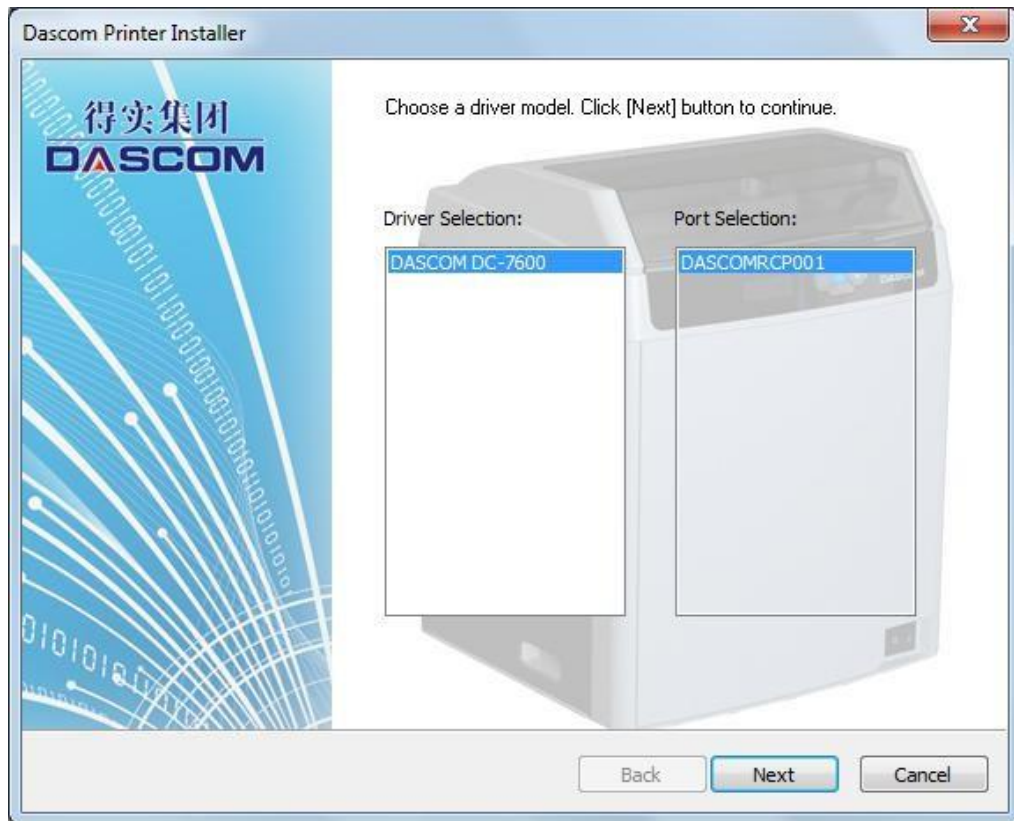 Dascom Printer Installer
得实集团
DASCOM
Choose a driver model. Click [Next] button to continue.
Driver Selection:
Port Selection:
DASCOM DC-7600
DASCOMRCP001
Back
Next
Cancel